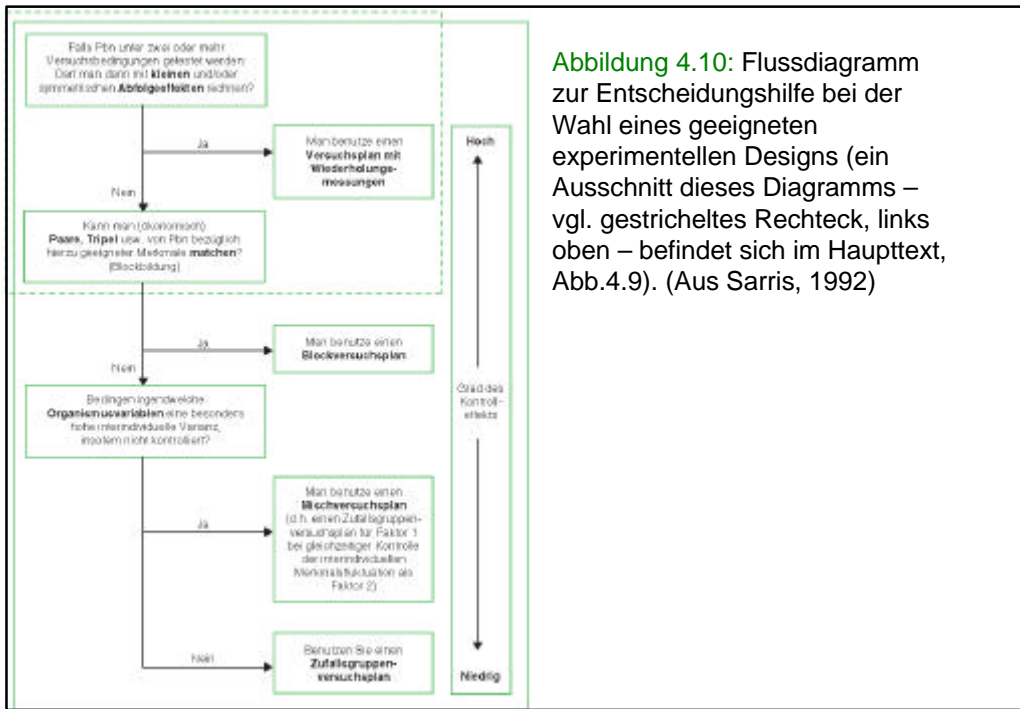 Falls Pbn unter zwei oder mehr
Versuchsbedingungen getestet werden:
Darf man dann mit kleinen und/oder
symmetrischen Abfolgeeffekten rechnen?
Ja
Man benutze einen
Versuchsplan mit
Wiederholungs-
messungen
Nein
Kann man (ökonomisch)
Paare, Tripel usw. von Pbn bezüglich
hierzu geeigneter Merkmale matchen?
(Blockbildung)
Ja
Man benutze einen
Blockversuchsplan
Nein
Bedingen irgendwelche
Organismusvariablen eine besonders
hohe interindividuelle Varianz,
insofern nicht kontrolliert?
Ja
Man benutze einen
Mischversuchsplan
(d.h. einen Zufallsgruppen-
versuchsplan für Faktor 1
bei gleichzeitiger Kontrolle
der interindividuellen
Merkmalsfluktuation als
Faktor 2)
Nein
Benutzen Sie einen
Zufallsgruppen-
versuchsplan
Hoch
Grad des
Kontroll-
effekts
Niedrig
Abbildung 4.10: Flussdiagramm
zur Entscheidungshilfe bei der
Wahl eines geeigneten
experimentellen Designs (ein
Ausschnitt dieses Diagramms –
vgl. gestricheltes Rechteck, links
oben – befindet sich im Haupttext,
Abb.4.9). (Aus Sarris, 1992)